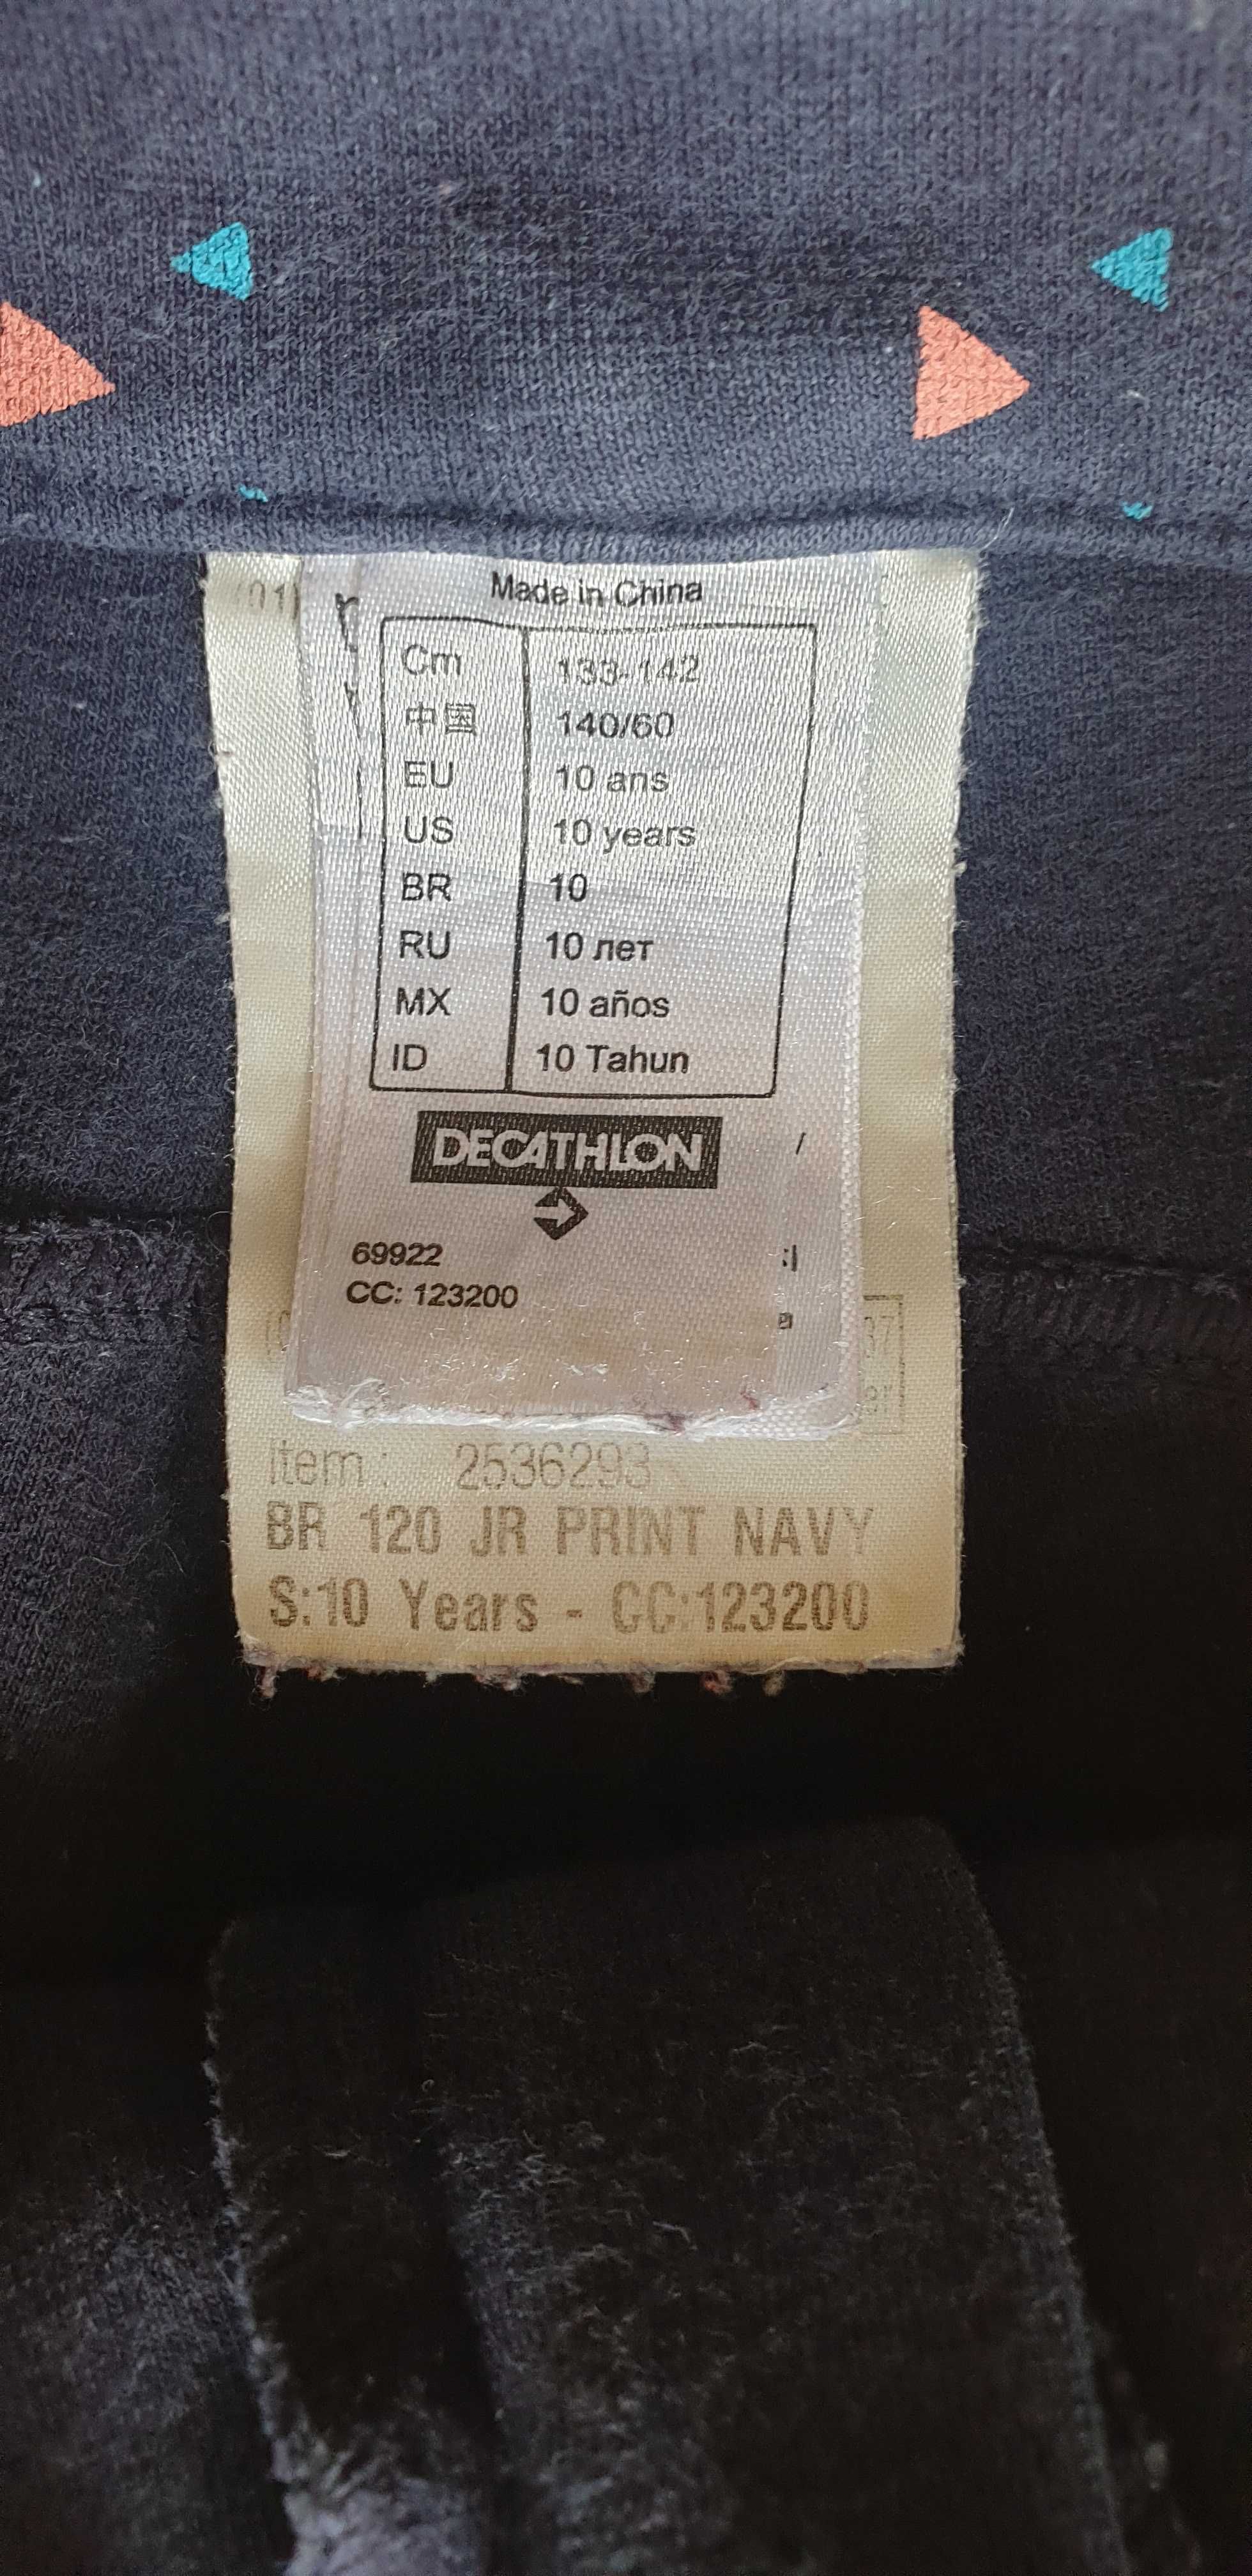 Made in China
Cm 133-142
中国 140/60
EU 10 ans
US 10 years
BR 10
RU 10 лет
MX 10 años
ID 10 Tahun
DECATHLON
69922
CC: 123200
Item: 2536293
BR 120 JR PRINT NAVY
S:10 Years - CC:123200